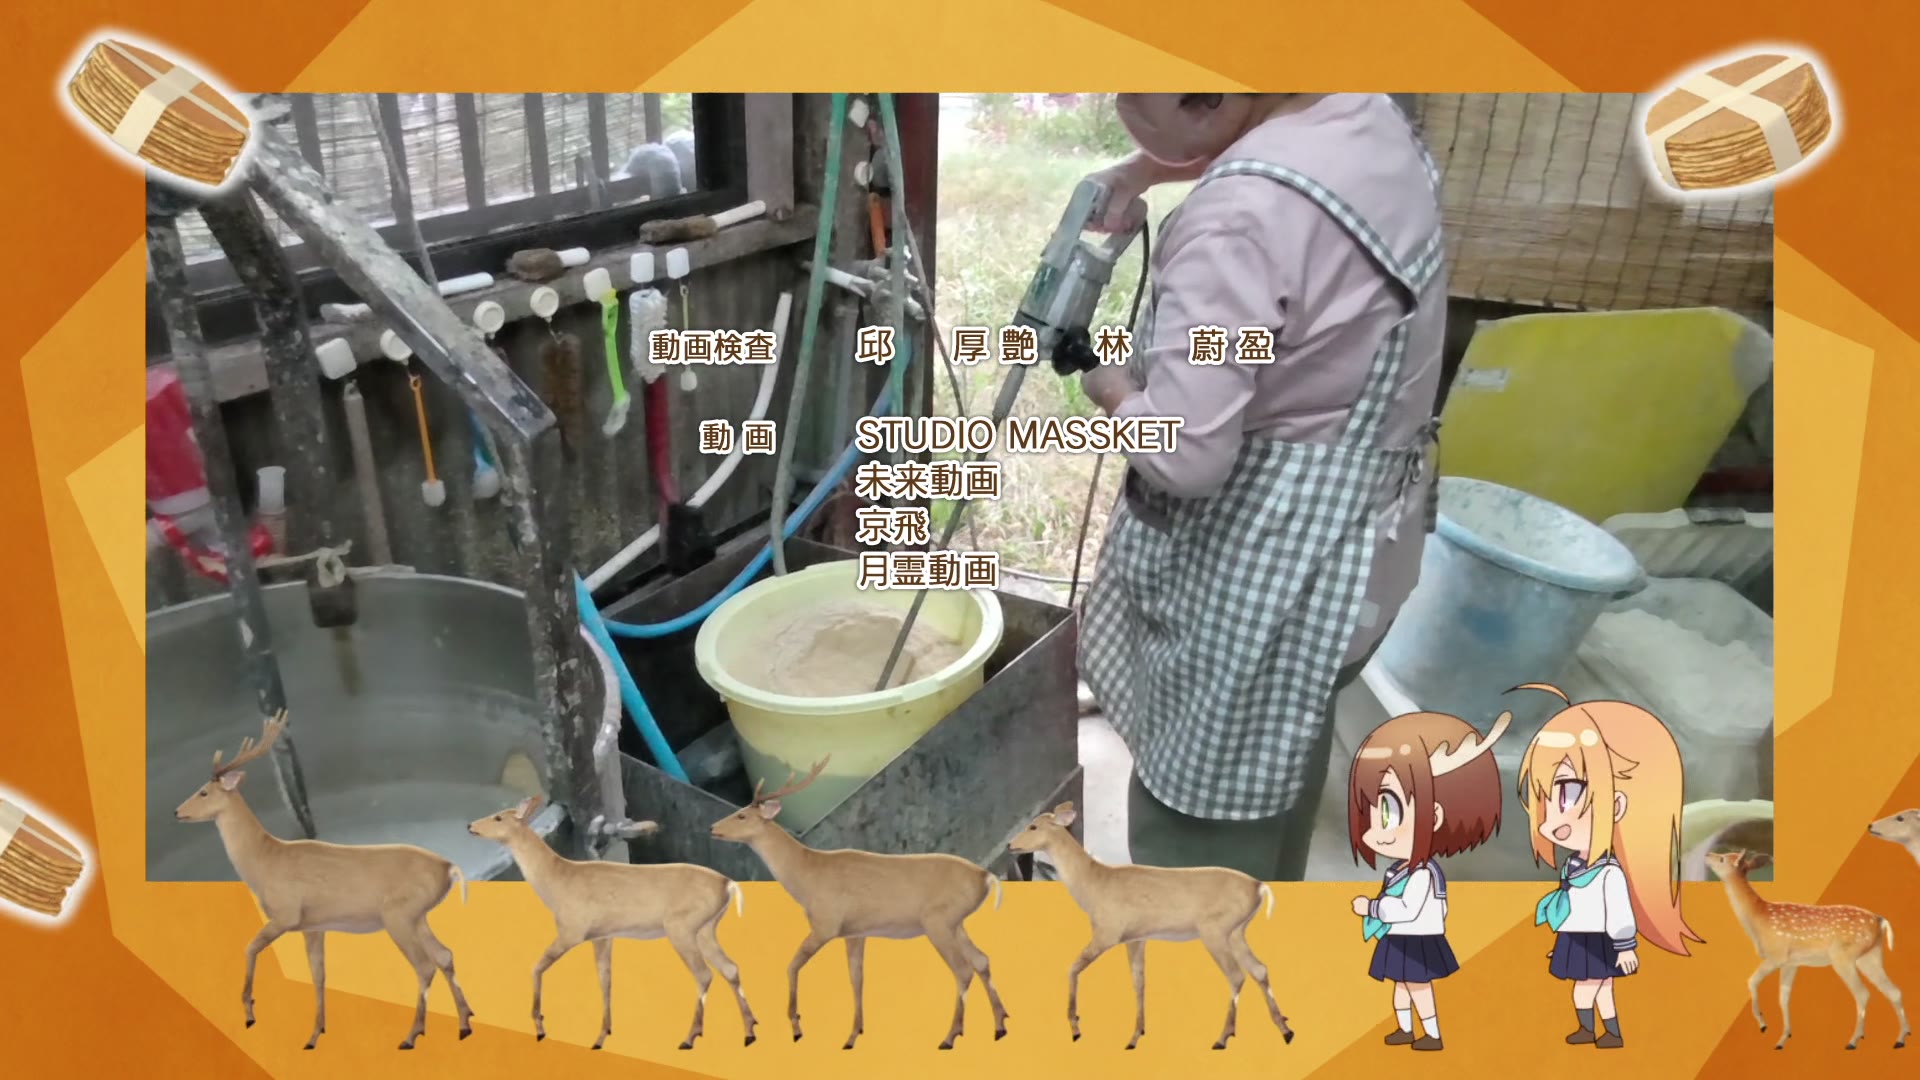 動画検査 邱 厚艶 林 蔚盈
動画 STUDIO MASSKET
未来動画
京飛
月霊動画